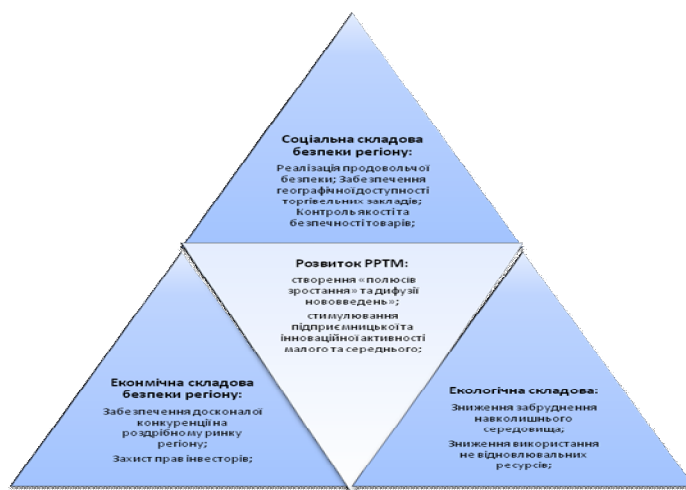 Соціальна складова
безпеки регіону:
Реалізація продовольчої
безпеки; Забезпечення
географічної доступності
торгівельних закладів;
Контроль якості та
безпечності товарів;
Розвиток РРТМ:
створення «полюсів
зростання» та дифузії
нововведень»;
стимулювання
підприємницької та
інноваційної активності
малого та середнього;
Еконмічна складова
безпеки регіону:
Забезпечення досконалої
конкуренції на
роздрібному ринку
регіону;
Захист прав інвесторів;
Екологічна складова:
Зниження забруднення
навколишнього
середовища;
Зниження використання
не відновлювальних
ресурсів;